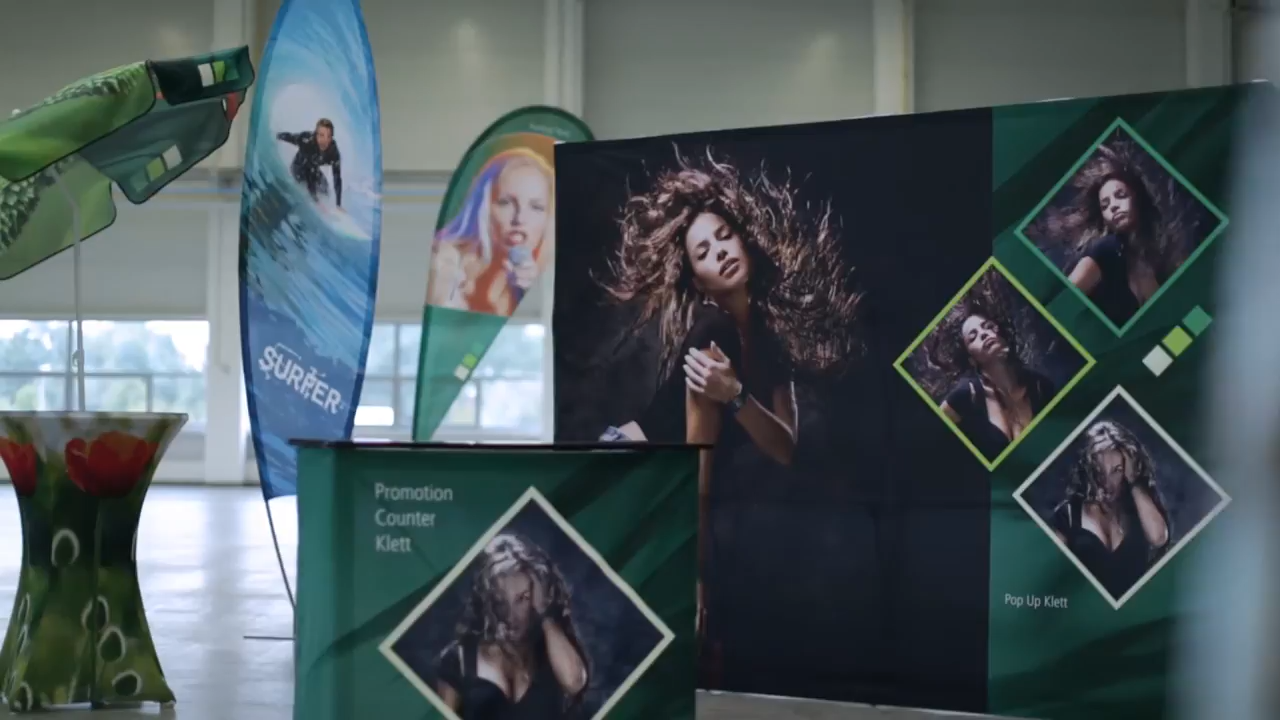 SURFER
Promotion
Counter
Klett
Pop Up Klett